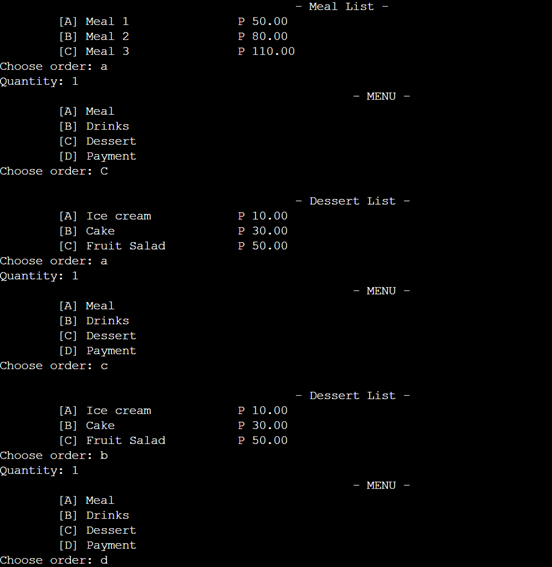 - Meal List -
[A] Meal 1 P 50.00
[B] Meal 2 P 80.00
[C] Meal 3 P 110.00
Choose order: a
Quantity: 1
- MENU -
[A] Meal
[B] Drinks
[C] Dessert
[D] Payment
Choose order: C
- Dessert List -
[A] Ice cream P 10.00
[B] Cake P 30.00
[C] Fruit Salad P 50.00
Choose order: a
Quantity: 1
- MENU -
[A] Meal
[B] Drinks
[C] Dessert
[D] Payment
Choose order: c
- Dessert List -
[A] Ice cream P 10.00
[B] Cake P 30.00
[C] Fruit Salad P 50.00
Choose order: b
Quantity: 1
- MENU -
[A] Meal
[B] Drinks
[C] Dessert
[D] Payment
Choose order: d